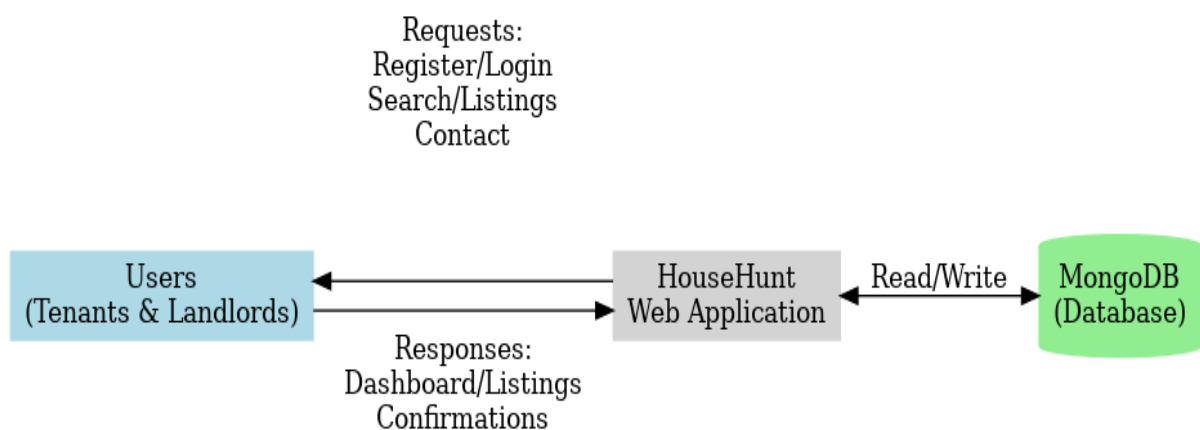 Requests:
Register/Login
Search/Listings
Contact
Users
(Tenants & Landlords)
HouseHunt
Web Application
Read/Write
MongoDB
(Database)
Responses:
Dashboard/Listings
Confirmations